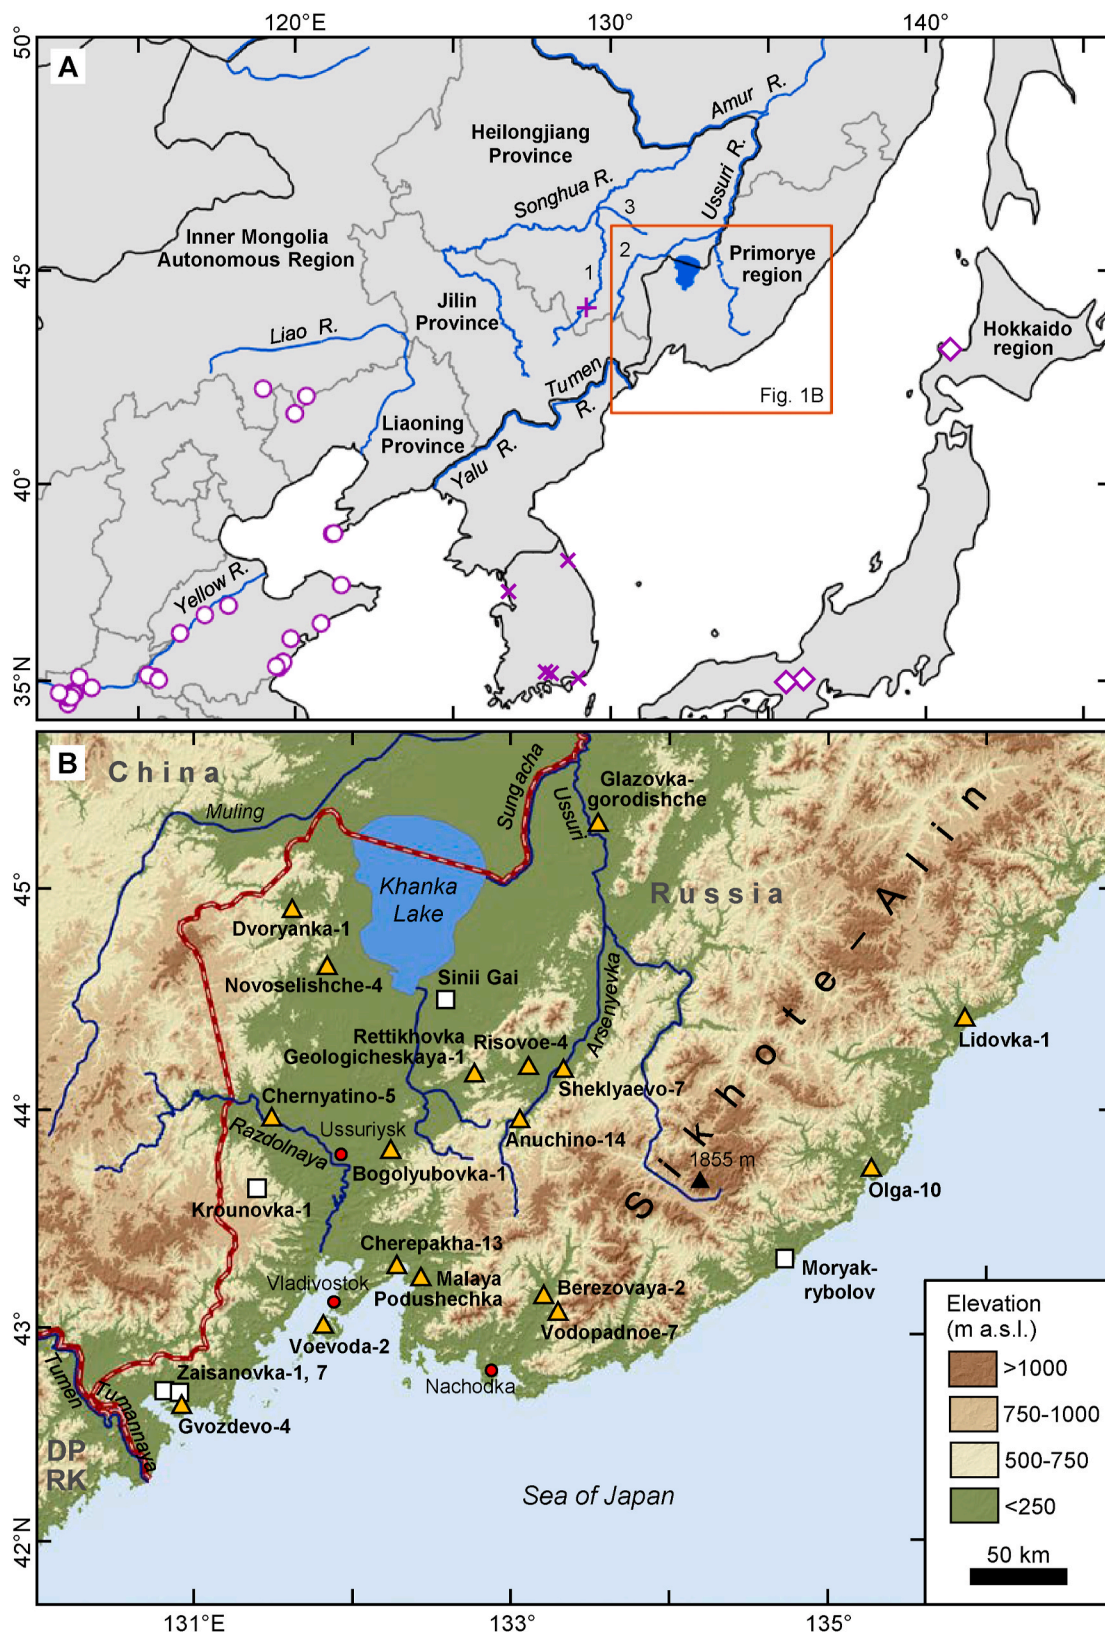 120°E
130°
140°
50°
A
Amur R.
Heilongjiang
Province
Ussuri R.
Songhua R.
3
Inner Mongolia
Autonomous Region
2
Primorye
region
1
45°
Jilin
Province
Liao R.
Hokkaido
region
Tumen
R.
Fig. 1B
Liaoning
Province
Yalu R.
40°
Yellow R.
35°N
B
China
Sungacha
Glazovka-
gorodishche
Muling
Ussuri
Khanka
Lake
Russia
45°
Dvoryanka-1
Novoselishche-4
Sinii Gai
Arsenyevka
Sikhote-Alin
Rettikhovka
Geologicheskaya-1
Risovoe-4
Lidovka-1
Sheklyaevo-7
Chernyatino-5
44°
Razdolnaya
Ussuriysk
Anuchino-14
Bogolyubovka-1
1855 m
Olga-10
Krounovka-1
Cherepakha-13
Moryak-
rybolov
Vladivostok
Malaya
Podushechka
Berezovaya-2
Vodopadnoe-7
43°
Voevoda-2
Zaisanovka-1, 7
Nachodka
Tumen
Tumannaya
Gvozdevo-4
DP
RK
Sea of Japan
Elevation
(m a.s.l.)
>1000
750-1000
500-750
<250
50 km
42°N
131°E
133°
135°